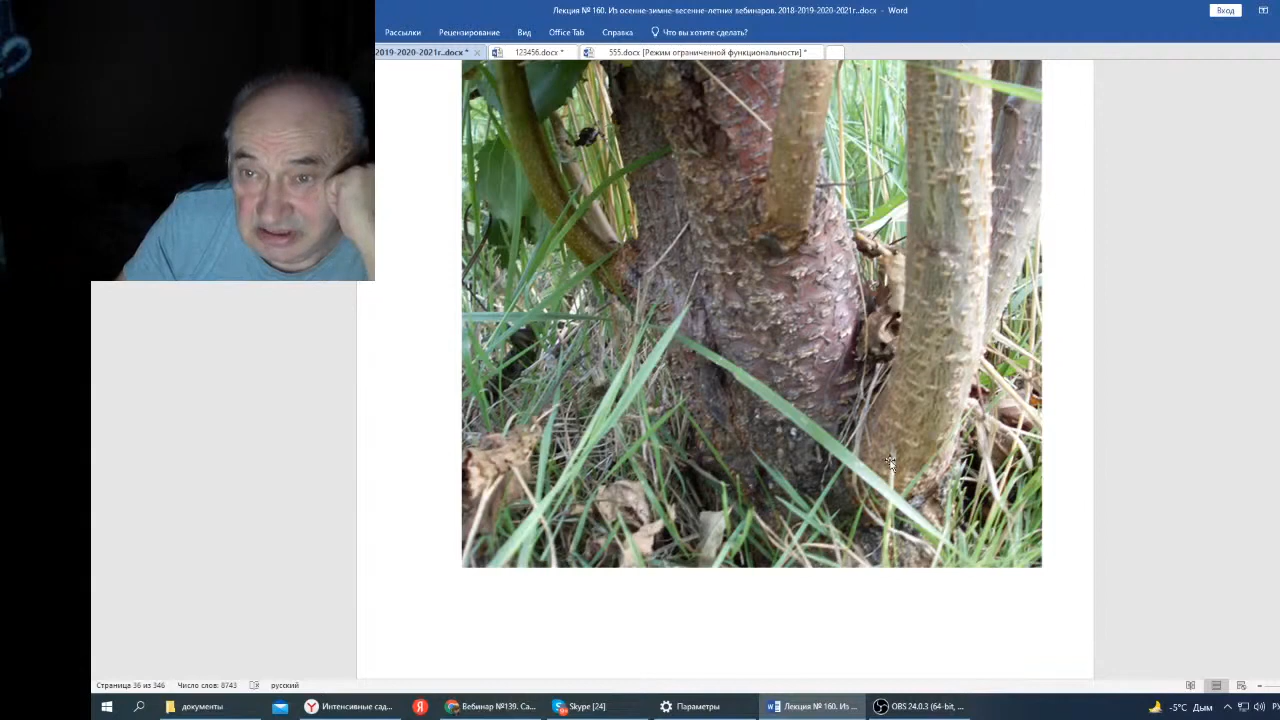 Лекция № 160. Из осенне-зимне-весенне-летних вебинаров. 2018-2019-2020-2021г..docx - Word
Вход
Рассылки Рецензирование Вид Office Tab Справка Что вы хотите сделать?
2019-2020-2021г..docx * 123456.docx * 555.docx [Режим ограниченной функциональности] *
Страница 36 из 346 Число слов: 8743 русский
документы Интенсивные сад... Вебинар №139. Са... Skype [24] Параметры Лекция № 160. Из ... OBS 24.0.3 (64-bit, ... -5°C Дым